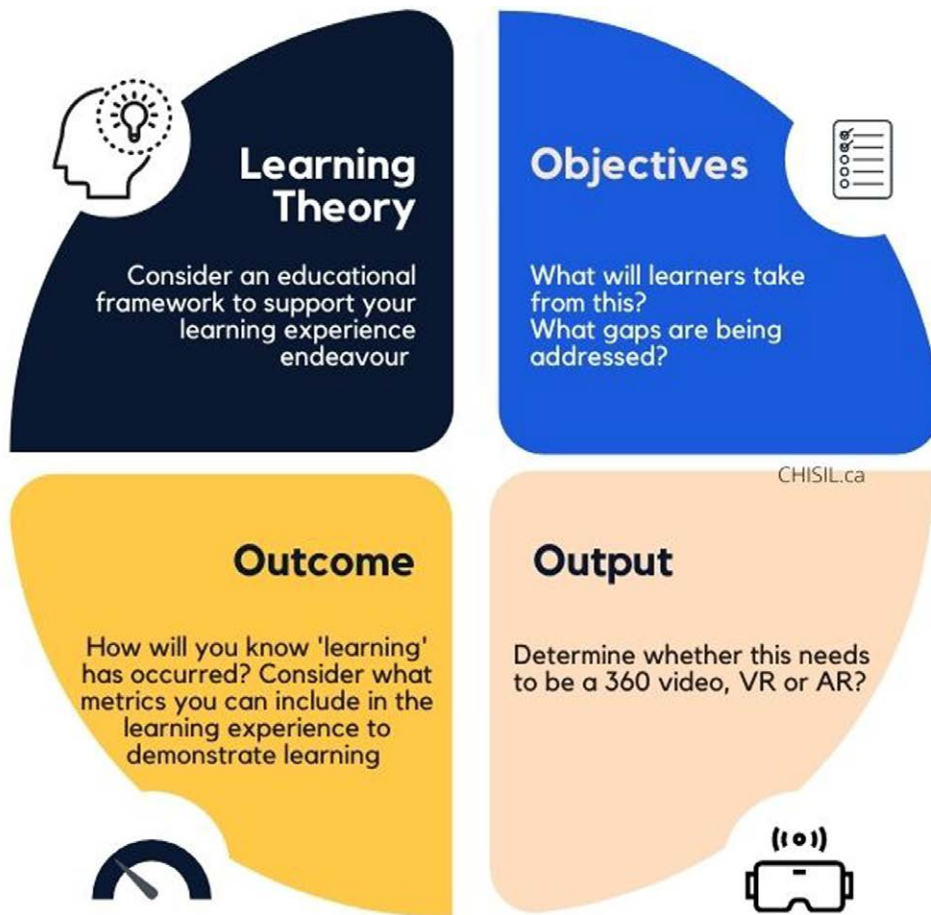 Learning
Theory
Consider an educational
framework to support your
learning experience
endeavour
Objectives
What will learners take
from this?
What gaps are being
addressed?
CHISIL.ca
Outcome
How will you know 'learning'
has occurred? Consider what
metrics you can include in the
learning experience to
demonstrate learning
Output
Determine whether this needs
to be a 360 video, VR or AR?